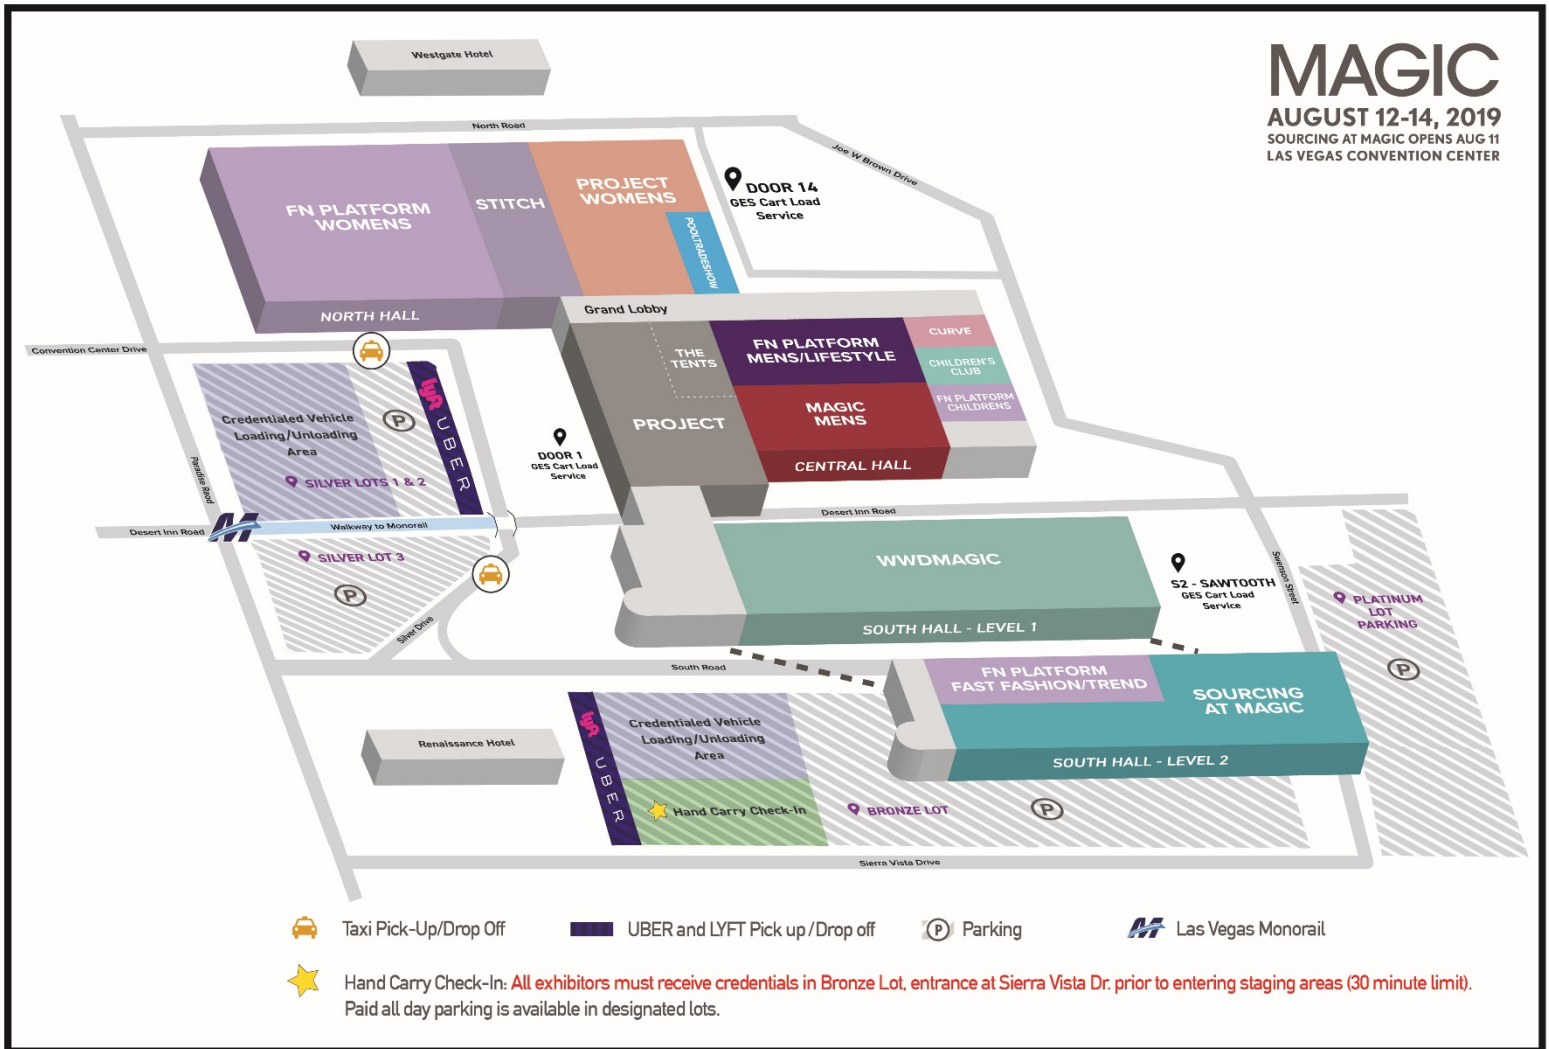 Westgate Hotel
MAGIC
AUGUST 12-14, 2019
SOURCING AT MAGIC OPENS AUG 11
LAS VEGAS CONVENTION CENTER
North Road
Joe W Brown Drive
FN PLATFORM
WOMENS
STITCH
PROJECT
WOMENS
POOLTRADESHOW
DOOR 14
GES Cart Load
Service
NORTH HALL
Grand Lobby
Convention Center Drive
THE
TENTS
PROJECT
FN PLATFORM
MENS/LIFESTYLE
MAGIC
MENS
CURVE
CHILDREN'S
CLUB
FN PLATFORM
CHILDRENS
CENTRAL HALL
Credentialed Vehicle
Loading/Unloading
Area
SILVER LOTS 1 & 2
P
lyft
UBER
DOOR 1
GES Cart Load
Service
Paradise Road
Desert Inn Road
M
Walkway to Monorail
Desert Inn Road
SILVER LOT 3
P
Silver Drive
WWDMAGIC
SOUTH HALL - LEVEL 1
S2 - SAWTOOTH
GES Cart Load
Service
Swenson Street
PLATINUM
LOT
PARKING
P
South Road
FN PLATFORM
FAST FASHION/TREND
SOURCING
AT MAGIC
SOUTH HALL - LEVEL 2
Renaissance Hotel
lyft
UBER
Credentialed Vehicle
Loading/Unloading
Area
Hand Carry Check-In
BRONZE LOT
P
Sierra Vista Drive
Taxi Pick-Up/Drop Off
UBER and LYFT Pick up /Drop off
P Parking
M Las Vegas Monorail
Hand Carry Check-In: All exhibitors must receive credentials in Bronze Lot, entrance at Sierra Vista Dr. prior to entering staging areas (30 minute limit).
Paid all day parking is available in designated lots.